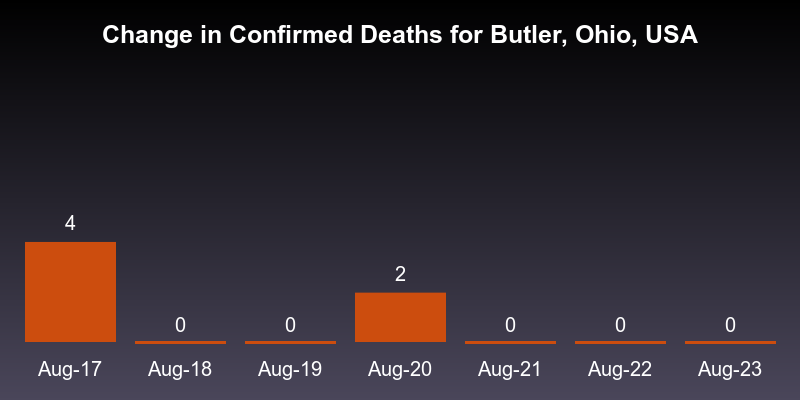 Change in Confirmed Deaths for Butler, Ohio, USA
4
0
0
2
0
0
0
Aug-17
Aug-18
Aug-19
Aug-20
Aug-21
Aug-22
Aug-23